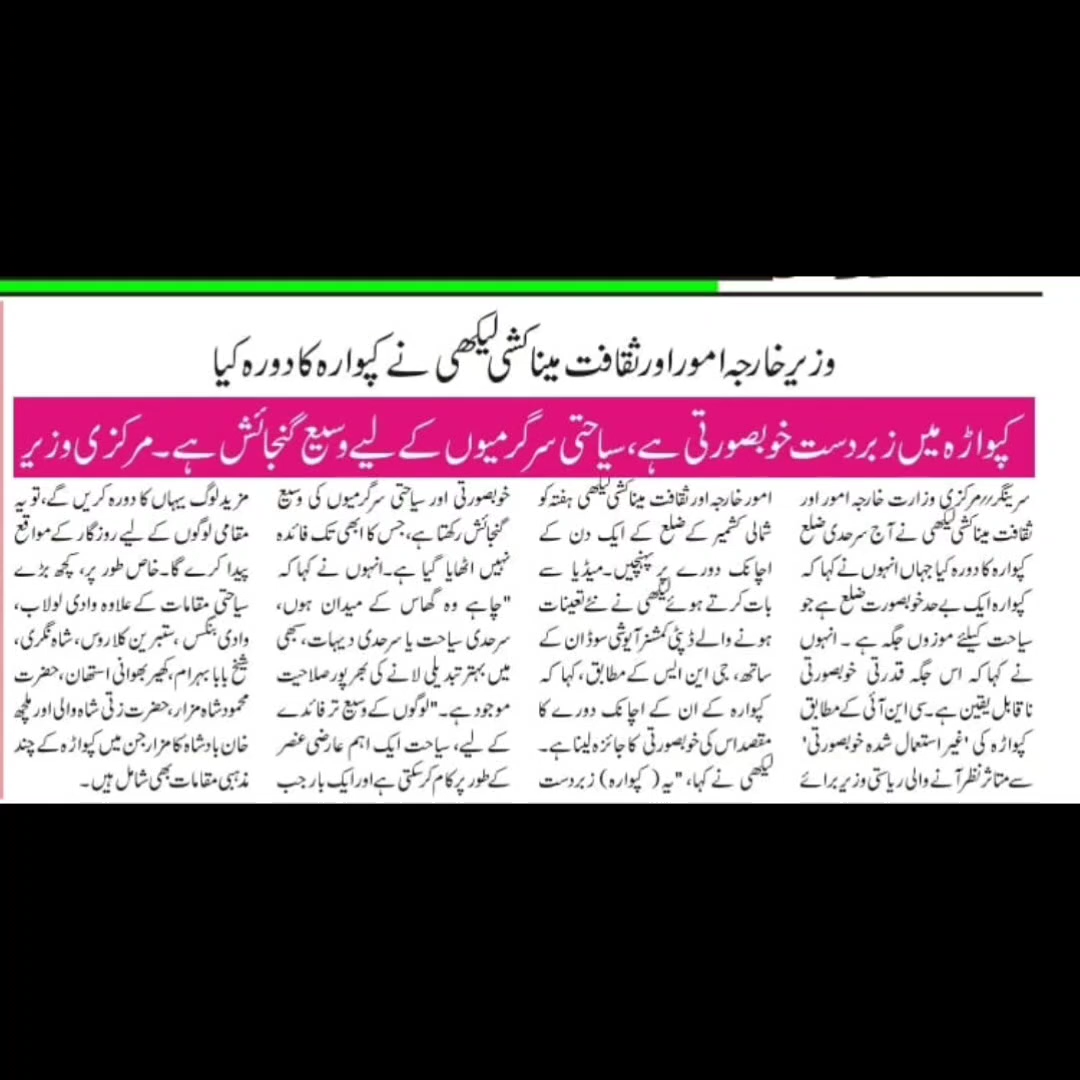 وزیر خارجہ امور اور ثقافت میناکشی لیکھی نے کپوارہ کا دورہ کیا
کپواڑہ میں زبردست خوبصورتی ہے، سیاحتی سرگرمیوں کے لیے وسیع گنجائش ہے۔ مرکزی وزیر
سرینگر//مرکزی وزارت خارجہ امور اور
ثقافت میناکشی لیکھی نے آج سرحدی ضلع
کپوارہ کا دورہ کیا جہاں انہوں نے کہا کہ
کپوارہ ایک بے حد خوبصورت ضلع ہے جو
سیاحت کیلئے موزوں جگہ ہے ۔ انہوں
نے کہا کہ اس جگہ قدرتی خوبصورتی
ناقابل یقین ہے۔سی این آئی کے مطابق
کپواڑہ کی 'غیر استعمال شدہ خوبصورتی'
سے متاثر نظر آنے والی ریاستی وزیر برائے
امور خارجہ اور ثقافت میناکشی لیکھی ہفتہ کو
شمالی کشمیر کے ضلع کے ایک دن کے
اچانک دورے پر پہنچیں۔میڈیا سے
بات کرتے ہوئے لیکھی نے نئے تعینات
ہونے والے ڈپٹی کمشنر آیوشی سوڈان کے
ساتھ، جی این ایس کے مطابق، کہا کہ
کپوارہ کے ان کے اچانک دورے کا
مقصد اس کی خوبصورتی کا جائزہ لینا ہے۔
لیکھی نے کہا، "یہ (کپوارہ) زبردست
خوبصورتی اور سیاحتی سرگرمیوں کی وسیع
گنجائش رکھتا ہے، جس کا ابھی تک فائدہ
نہیں اٹھایا گیا ہے۔انہوں نے کہا کہ
"چاہے وہ گھاس کے میدان ہوں،
سرحدی سیاحت یا سرحدی دیہات، سبھی
میں بہتر تبدیلی لانے کی بھرپور صلاحیت
موجود ہے۔"لوگوں کے وسیع تر فائدے
کے لیے، سیاحت ایک اہم عارضی عنصر
کے طور پر کام کر سکتی ہے اور ایک بار جب
مزید لوگ یہاں کا دورہ کریں گے، تو یہ
مقامی لوگوں کے لیے روزگار کے مواقع
پیدا کرے گا۔خاص طور پر، کچھ بڑے
سیاحتی مقامات کے علاوہ وادی لولاب،
وادی بنگس ،ستبرین کلاروس، شاہ نگری،
شیخ بابا بہرام، کھیر بھوانی استھان، حضرت
محمود شاہ مزار، حضرت زتی شاہ والی اور
خان بادشاہ کا مزار جن میں کپواڑہ کے چند
مذہبی مقامات بھی شامل ہیں۔